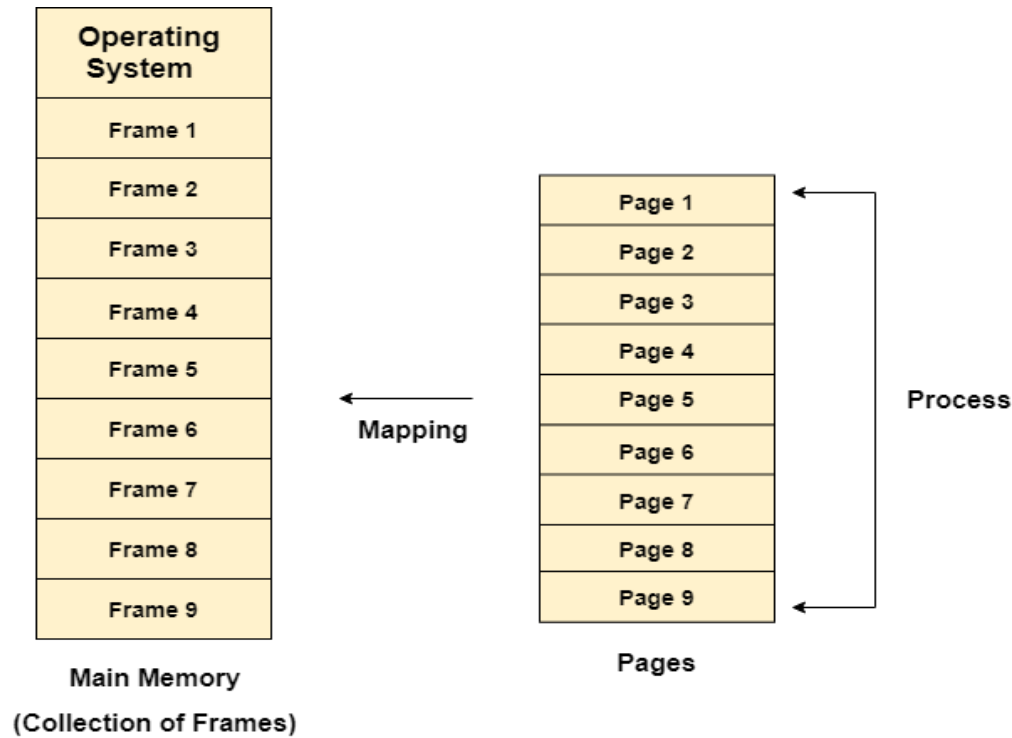 Operating
System
Frame 1
Frame 2
Frame 3
Frame 4
Frame 5
Frame 6
Frame 7
Frame 8
Frame 9
Main Memory
(Collection of Frames)
Mapping
Page 1
Page 2
Page 3
Page 4
Page 5
Page 6
Page 7
Page 8
Page 9
Pages
Process